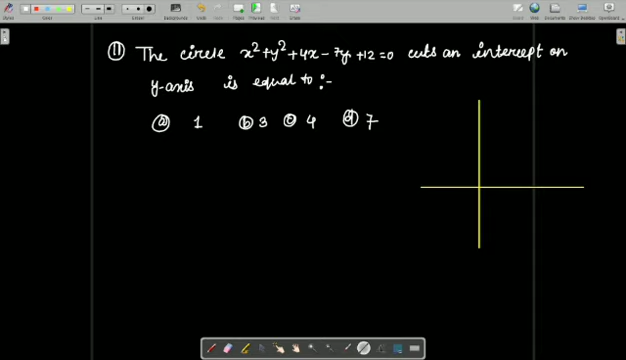 ⑪ The circle x²+y²+4x-7y+12=0 cuts an intercept on
y-axis is equal to :-
ⓐ 1 ⓑ 3 ⓒ 4 ⓓ 7